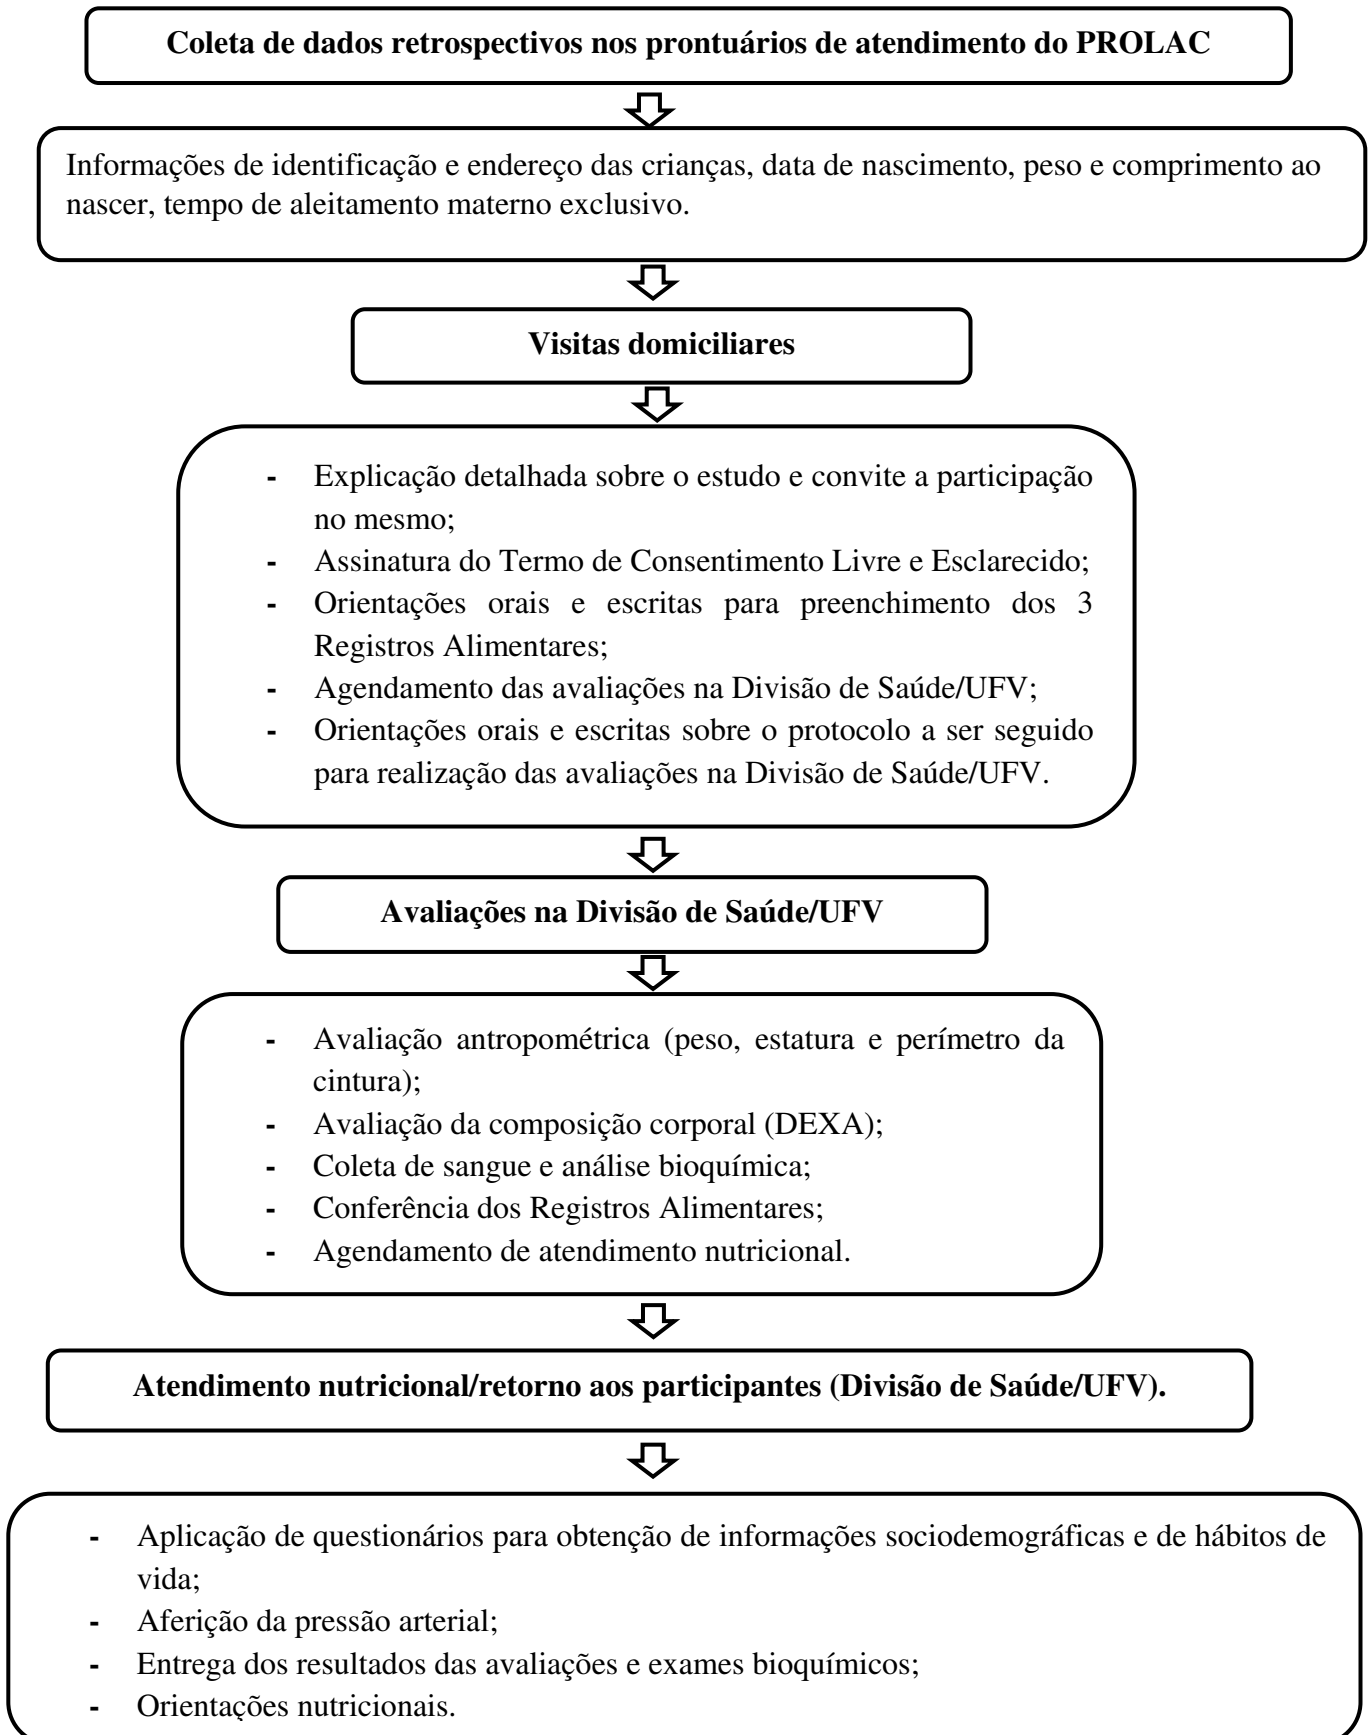 Coleta de dados retrospectivos nos prontuários de atendimento do PROLAC
Informações de identificação e endereço das crianças, data de nascimento, peso e comprimento ao
nascer, tempo de aleitamento materno exclusivo.
Visitas domiciliares
- Explicação detalhada sobre o estudo e convite a participação
no mesmo;
- Assinatura do Termo de Consentimento Livre e Esclarecido;
- Orientações orais e escritas para preenchimento dos 3
Registros Alimentares;
- Agendamento das avaliações na Divisão de Saúde/UFV;
- Orientações orais e escritas sobre o protocolo a ser seguido
para realização das avaliações na Divisão de Saúde/UFV.
Avaliações na Divisão de Saúde/UFV
- Avaliação antropométrica (peso, estatura e perímetro da
cintura);
- Avaliação da composição corporal (DEXA);
- Coleta de sangue e análise bioquímica;
- Conferência dos Registros Alimentares;
- Agendamento de atendimento nutricional.
Atendimento nutricional/retorno aos participantes (Divisão de Saúde/UFV).
- Aplicação de questionários para obtenção de informações sociodemográficas e de hábitos de
vida;
- Aferição da pressão arterial;
- Entrega dos resultados das avaliações e exames bioquímicos;
- Orientações nutricionais.